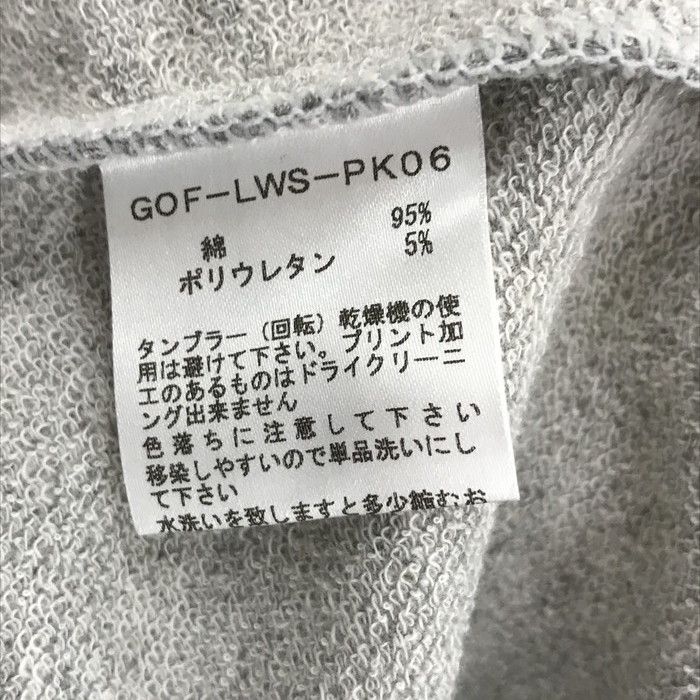 GOF-LWS-PK06
綿 95%
ポリウレタン 5%
タンブラー(回転)乾燥機の使
用は避けて下さい。プリント加
工のあるものはドライクリーニ
ング出来ません
色落ちに注意して下さい
移染しやすいので単品洗いにし
て下さい
水洗いを致しますと多少縮むお